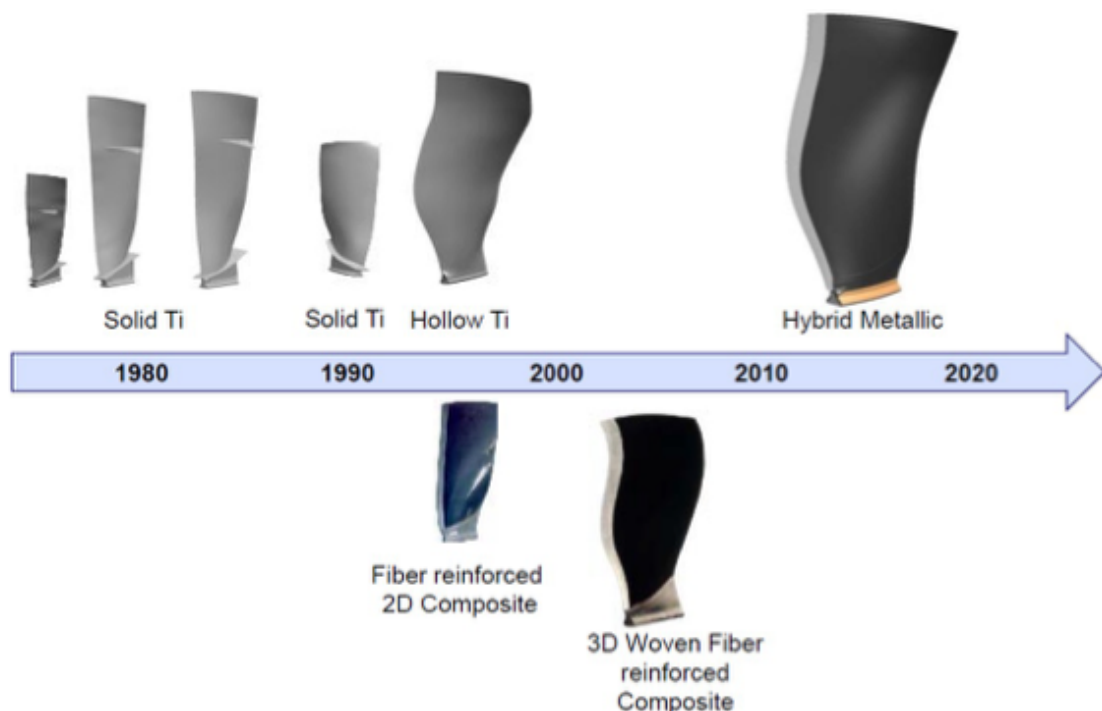 Solid Ti
Solid Ti
Hollow Ti
Hybrid Metallic
1980
1990
2000
2010
2020
Fiber reinforced
2D Composite
3D Woven Fiber
reinforced
Composite